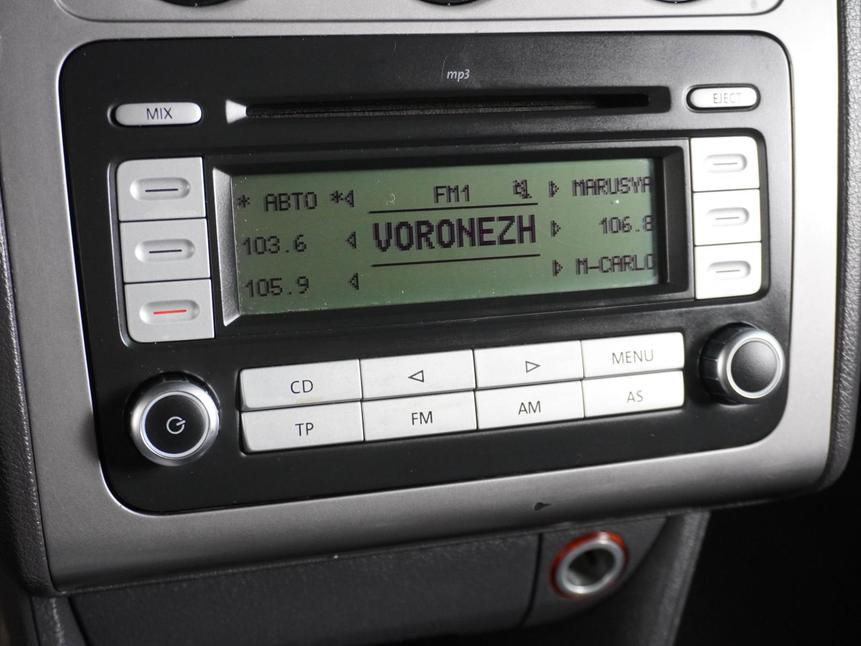 mp3
MIX
EJECT
* АВТО *
FM1
MARUSYA
103.6
VORONEZH
106.8
105.9
M-CARLO
CD
MENU
TP
FM
AM
AS